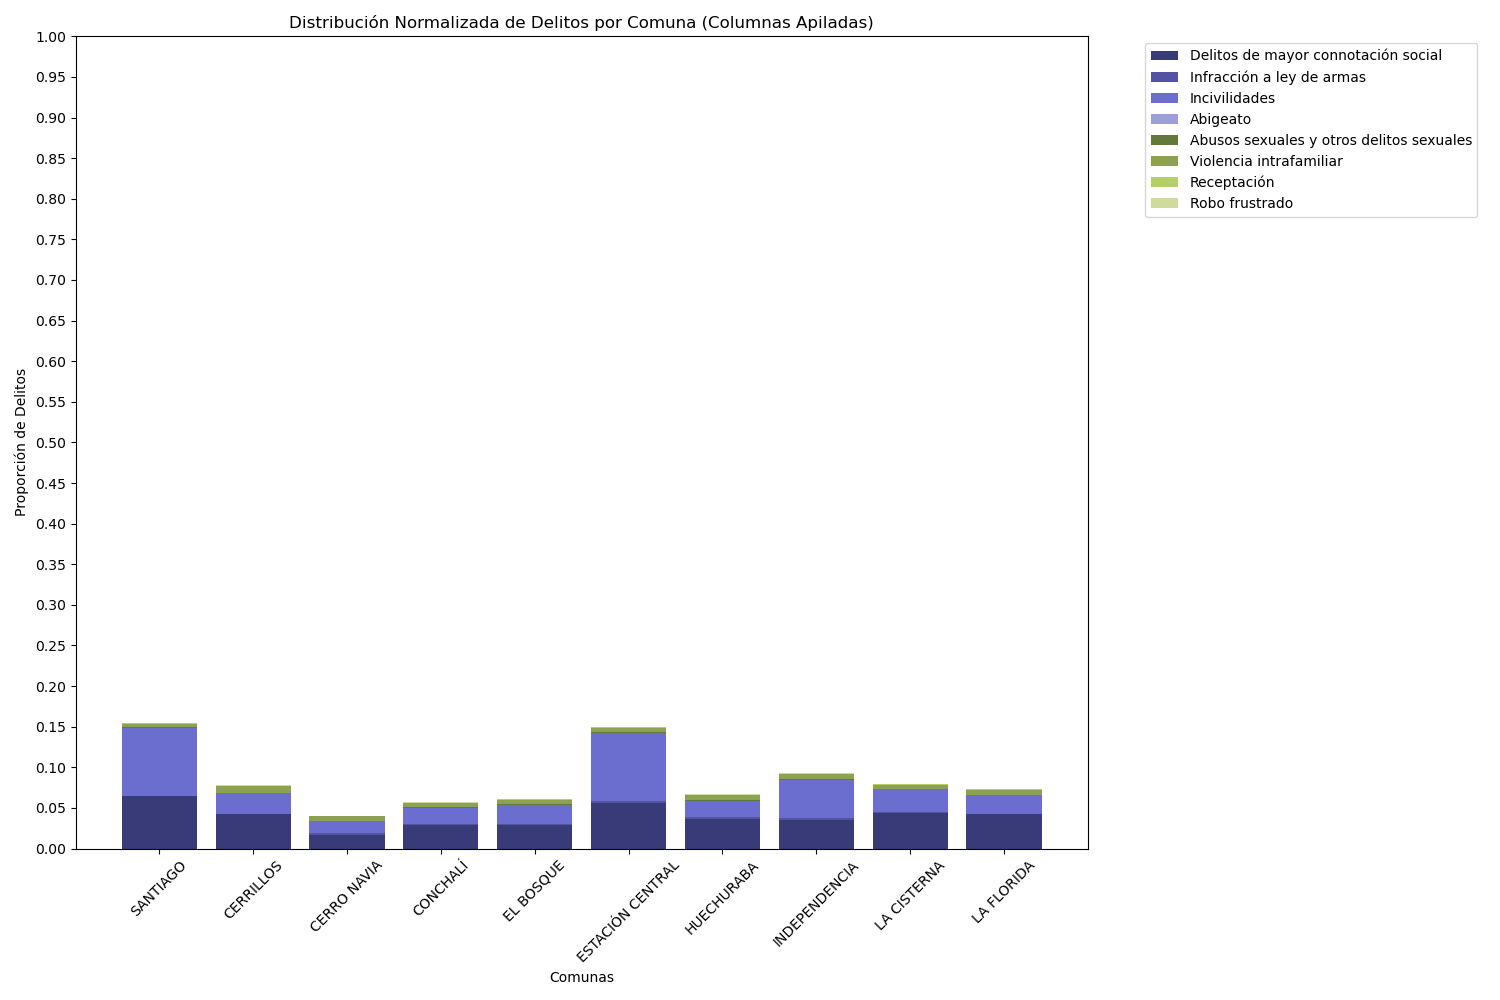 Distribución Normalizada de Delitos por Comuna (Columnas Apiladas)
Delitos de mayor connotación social
Infracción a ley de armas
Incivilidades
Abigeato
Abusos sexuales y otros delitos sexuales
Violencia intrafamiliar
Receptación
Robo frustrado
Proporción de Delitos
1.00
0.95
0.90
0.85
0.80
0.75
0.70
0.65
0.60
0.55
0.50
0.45
0.40
0.35
0.30
0.25
0.20
0.15
0.10
0.05
0.00
SANTIAGO
CERRILLOS
CERRO NAVIA
CONCHALÍ
EL BOSQUE
ESTACIÓN CENTRAL
HUECHURABA
INDEPENDENCIA
LA CISTERNA
LA FLORIDA
Comunas